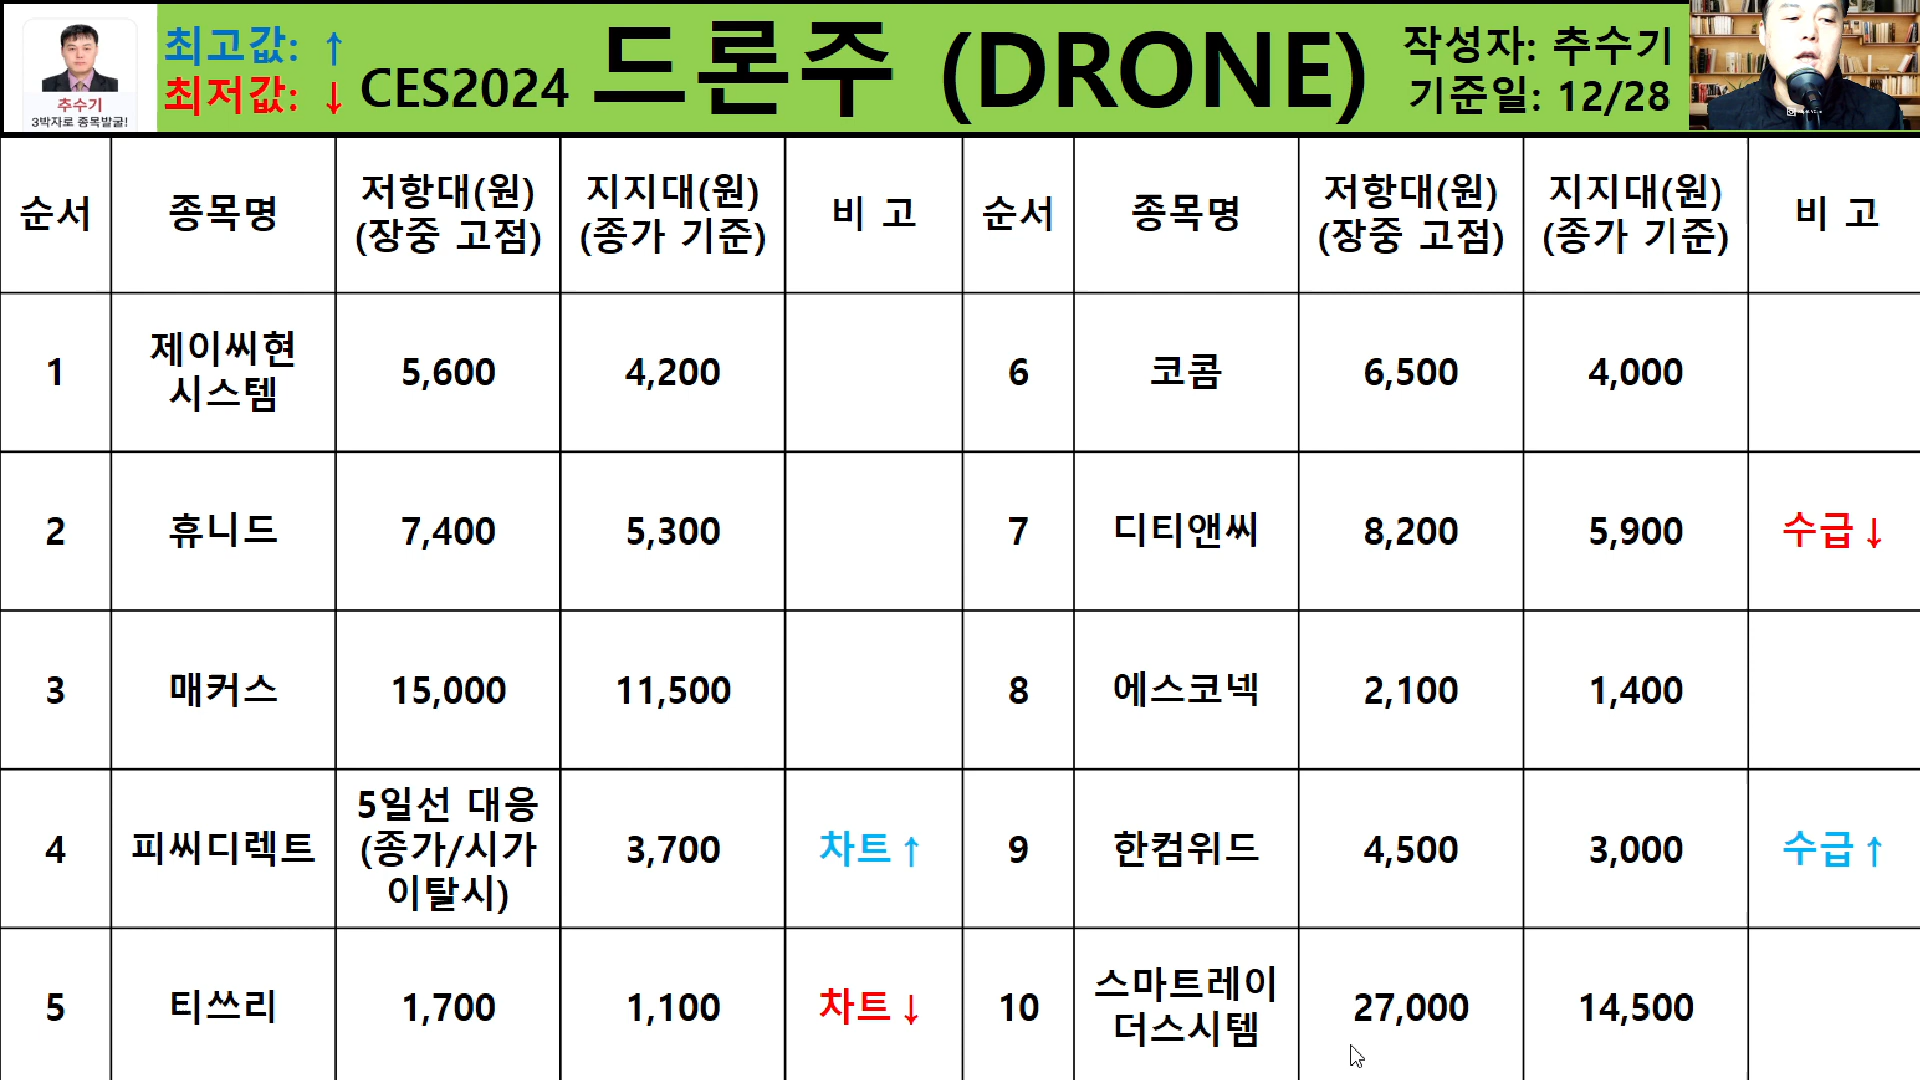 추수기
3박자로 종목발굴!
최고값: ↑
최저값: ↓
CES2024 드론주 (DRONE)
작성자: 추수기
기준일: 12/28
순서 종목명 저항대(원) 지지대(원) 비 고 순서 종목명 저항대(원) 지지대(원) 비 고
(장중 고점) (종가 기준) (장중 고점) (종가 기준)
제이씨현
1 5,600 4,200 6 코콤 6,500 4,000
시스템
2 휴니드 7,400 5,300 7 디티앤씨 8,200 5,900 수급↓
3 매커스 15,000 11,500 8 에스코넥 2,100 1,400
5일선 대응
4 피씨디렉트 (종가/시가 3,700 차트↑ 9 한컴위드 4,500 3,000 수급↑
이탈시)
스마트레이
5 티쓰리 1,700 1,100 차트↓ 10 27,000 14,500
더스시템